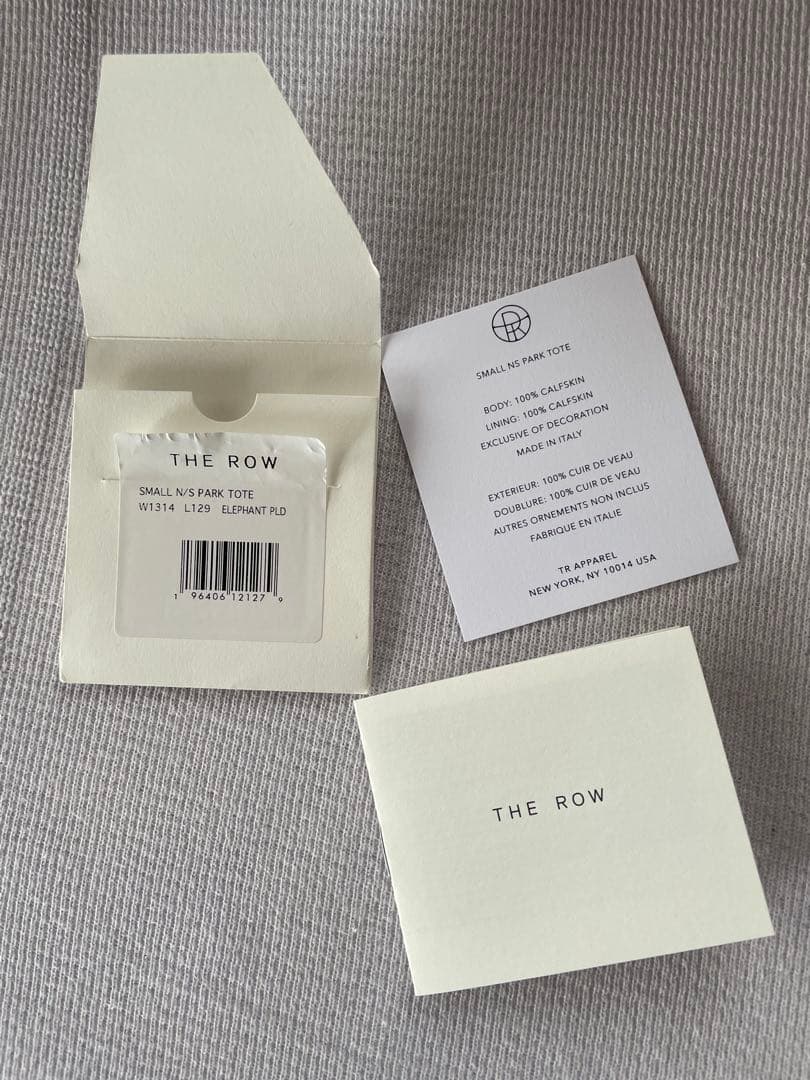 THE ROW
SMALL N/S PARK TOTE
W1314 L129 ELEPHANT PLD
1 96406 12127 9
SMALL NS PARK TOTE
BODY: 100% CALFSKIN
LINING: 100% CALFSKIN
EXCLUSIVE OF DECORATION
MADE IN ITALY
EXTERIEUR: 100% CUIR DE VEAU
DOUBLURE: 100% CUIR DE VEAU
AUTRES ORNEMENTS NON INCLUS
FABRIQUE EN ITALIE
TR APPAREL
NEW YORK, NY 10014 USA
THE ROW